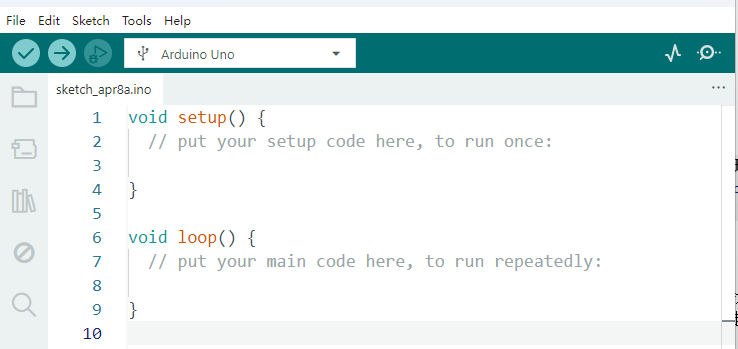 File Edit Sketch Tools Help
Arduino Uno
sketch_apr8a.ino
1 void setup() {
2 // put your setup code here, to run once:
3
4 }
5
6 void loop() {
7 // put your main code here, to run repeatedly:
8
9 }
10